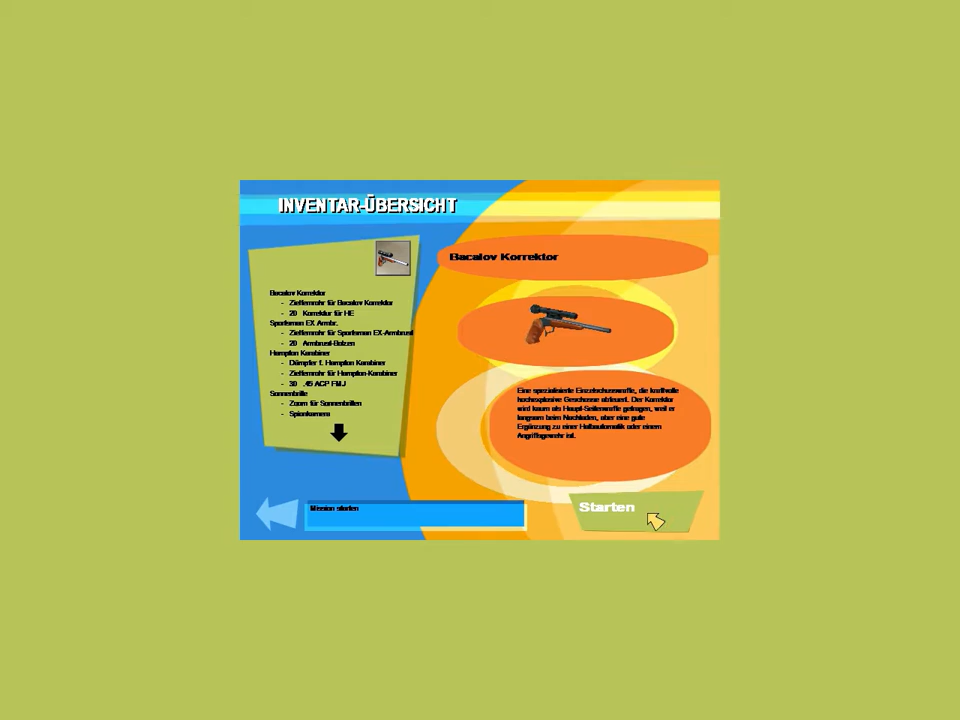 INVENTAR-ÜBERSICHT
Bacalov Korrektor
Bacalov Korrektor
- Zielfernrohr für Bacalov Korrektor
- 20 Korrektur für HE
Sportsman EX Armbr.
- Zielfernrohr für Sportsman EX-Armbrust
- 20 Armbrust-Bolzen
Hampton Karabiner
- Dämpfer f. Hampton Karabiner
- Zielfernrohr für Hampton-Karabiner
- 30 .45 ACP FMJ
Sonnenbrille
- Zoom für Sonnenbrillen
- Spionkamera
Eine spezialisierte Einzelschusswaffe, die kraftvolle
hochexplosive Geschosse abfeuert. Der Korrektor
wird kaum als Haupt-Seitenwaffe getragen, weil er
langsam beim Nachladen, aber eine gute
Ergänzung zu einer Halbautomatik oder einem
Angriffsgewehr ist.
Mission starten
Starten